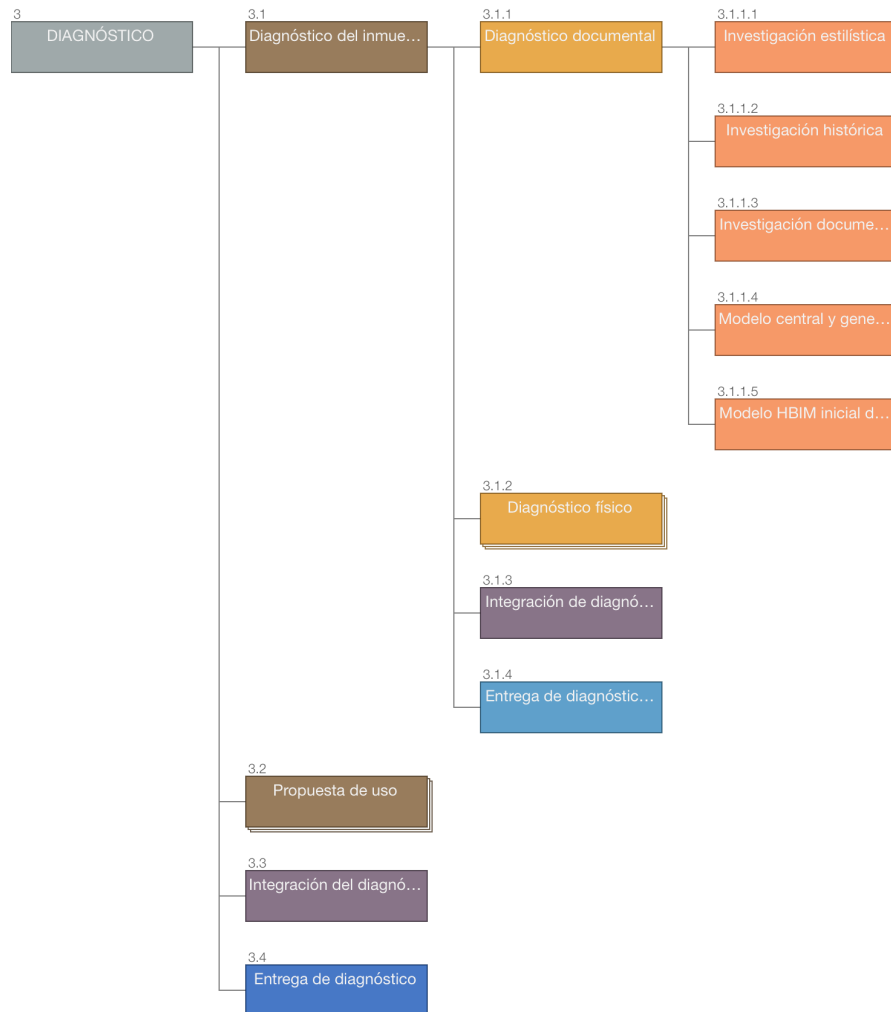 3
DIAGNÓSTICO
3.1
Diagnóstico del inmue…
3.1.1
Diagnóstico documental
3.1.1.1
Investigación estilística
3.1.1.2
Investigación histórica
3.1.1.3
Investigación docume…
3.1.1.4
Modelo central y gene…
3.1.1.5
Modelo HBIM inicial d…
3.1.2
Diagnóstico físico
3.1.3
Integración de diagnó…
3.1.4
Entrega de diagnóstic…
3.2
Propuesta de uso
3.3
Integración del diagnó…
3.4
Entrega de diagnóstico